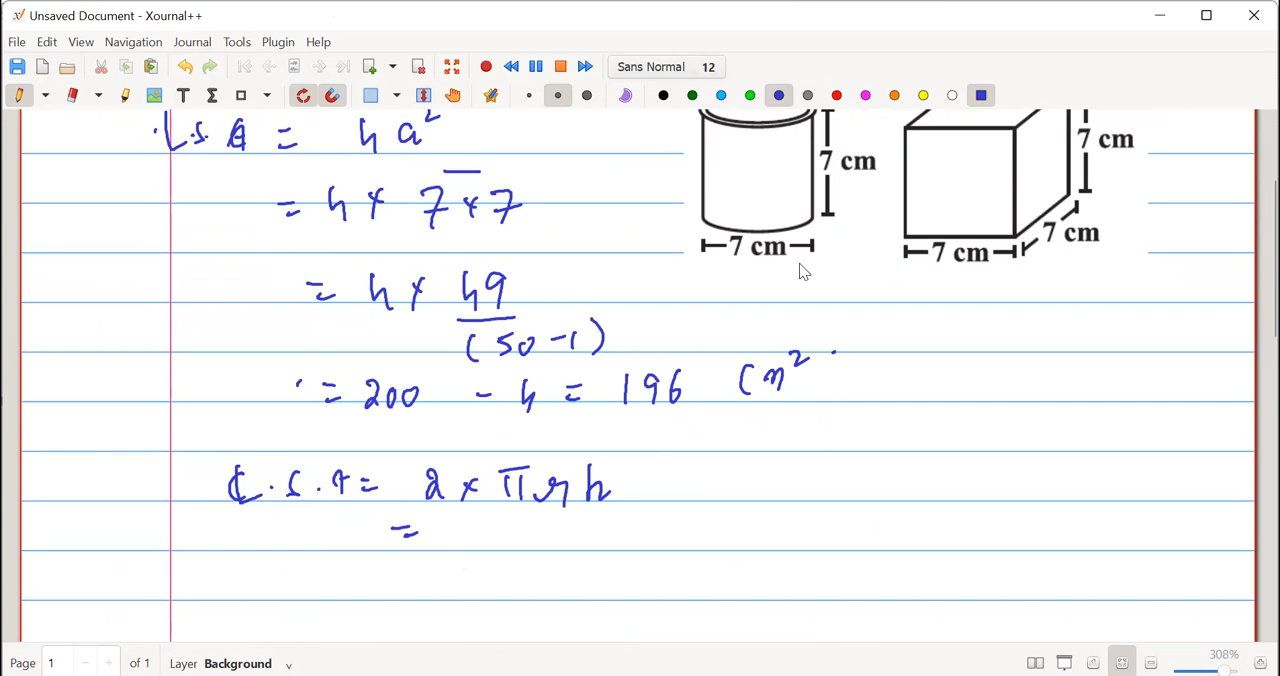 Unsaved Document - Xournal++
File Edit View Navigation Journal Tools Plugin Help
Sans Normal 12
L.S.A = 4a²
= 4 × 7 × 7
= 4 × 49
(50 - 1)
= 200 - 4 = 196 cm²
C.S.A = 2 × π r h
=
7 cm
7 cm
7 cm
7 cm
7 cm
Page 1 of 1 Layer Background 308%